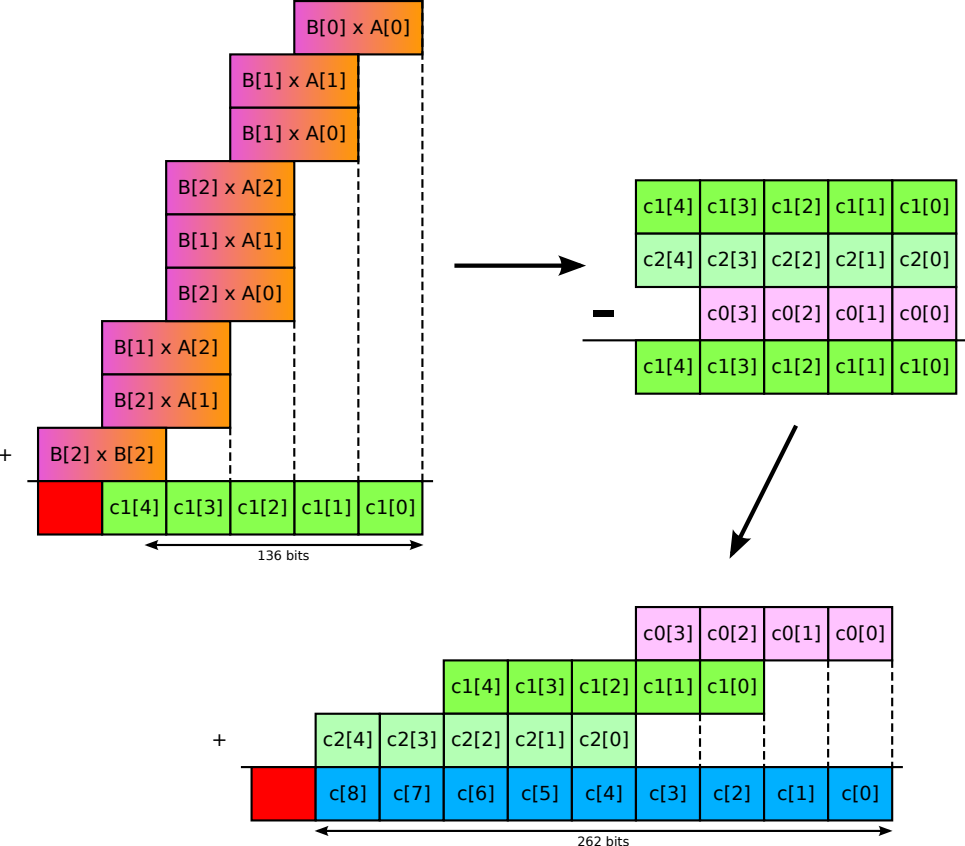 B[0] x A[0]
B[1] x A[1]
B[1] x A[0]
B[2] x A[2]
B[1] x A[1]
B[2] x A[0]
B[1] x A[2]
B[2] x A[1]
+ B[2] x B[2]
c1[4] c1[3] c1[2] c1[1] c1[0]
136 bits
c1[4] c1[3] c1[2] c1[1] c1[0]
c2[4] c2[3] c2[2] c2[1] c2[0]
- c0[3] c0[2] c0[1] c0[0]
c1[4] c1[3] c1[2] c1[1] c1[0]
c0[3] c0[2] c0[1] c0[0]
c1[4] c1[3] c1[2] c1[1] c1[0]
+ c2[4] c2[3] c2[2] c2[1] c2[0]
c[8] c[7] c[6] c[5] c[4] c[3] c[2] c[1] c[0]
262 bits